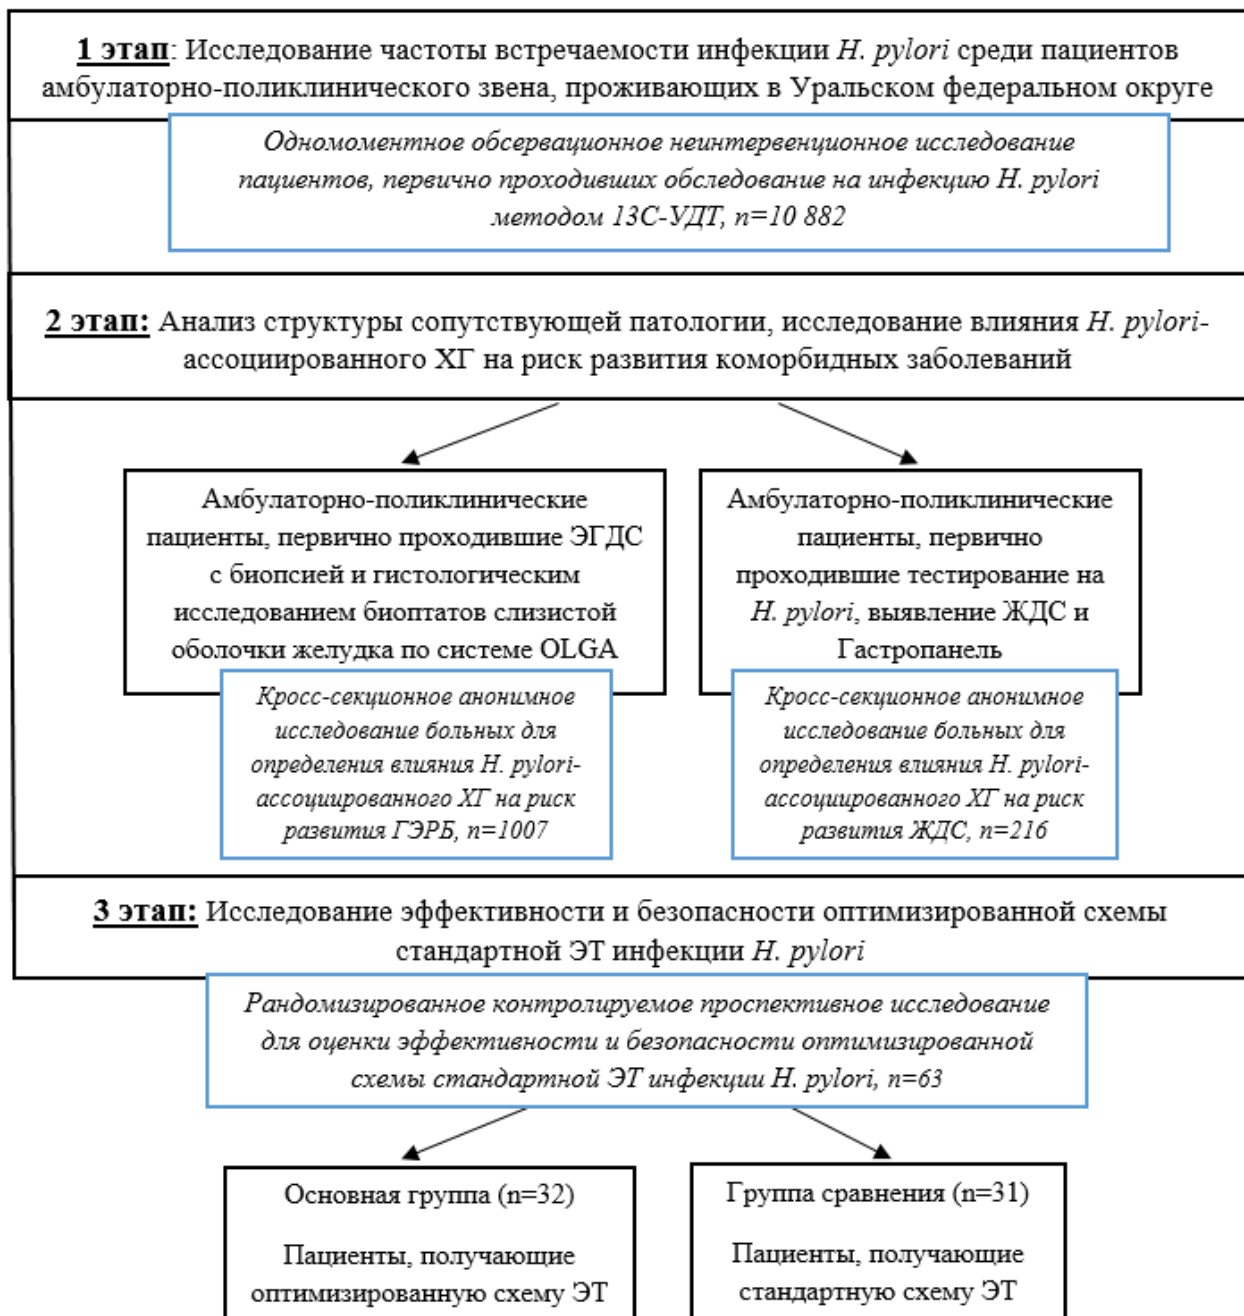 1 этап: Исследование частоты встречаемости инфекции H. pylori среди пациентов
амбулаторно-поликлинического звена, проживающих в Уральском федеральном округе
Одномоментное обсервационное неинтервенционное исследование
пациентов, первично проходивших обследование на инфекцию H. pylori
методом 13С-УДТ, n=10 882
2 этап: Анализ структуры сопутствующей патологии, исследование влияния H. pylori-
ассоциированного ХГ на риск развития коморбидных заболеваний
Амбулаторно-поликлинические
пациенты, первично проходившие ЭГДС
с биопсией и гистологическим
исследованием биоптатов слизистой
оболочки желудка по системе OLGA
Кросс-секционное анонимное
исследование больных для
определения влияния H. pylori-
ассоциированного ХГ на риск
развития ГЭРБ, n=1007
Амбулаторно-поликлинические
пациенты, первично
проходившие тестирование на
H. pylori, выявление ЖДС и
Гастропанель
Кросс-секционное анонимное
исследование больных для
определения влияния H. pylori-
ассоциированного ХГ на риск
развития ЖДС, n=216
3 этап: Исследование эффективности и безопасности оптимизированной схемы
стандартной ЭТ инфекции H. pylori
Рандомизированное контролируемое проспективное исследование
для оценки эффективности и безопасности оптимизированной
схемы стандартной ЭТ инфекции H. pylori, n=63
Основная группа (n=32)
Пациенты, получающие
оптимизированную схему ЭТ
Группа сравнения (n=31)
Пациенты, получающие
стандартную схему ЭТ